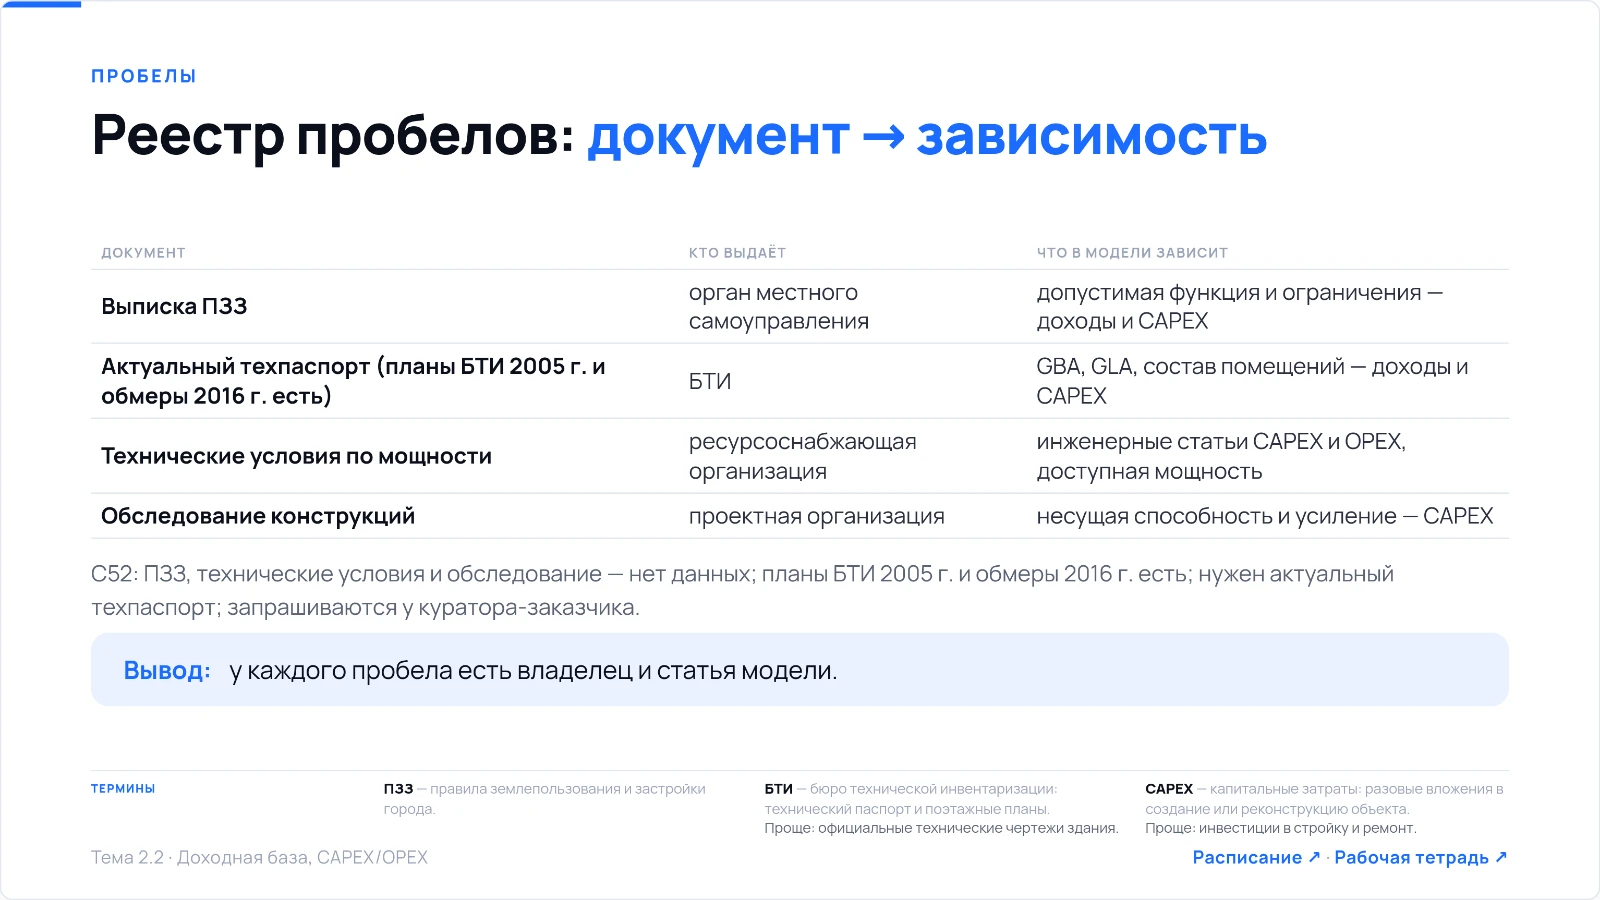 ПРОБЕЛЫ
Реестр пробелов: документ → зависимость
ДОКУМЕНТ
КТО ВЫДАЁТ
ЧТО В МОДЕЛИ ЗАВИСИТ
Выписка ПЗЗ
орган местного
самоуправления
допустимая функция и ограничения —
доходы и CAPEX
Актуальный техпаспорт (планы БТИ 2005 г. и
обмеры 2016 г. есть)
БТИ
GBA, GLA, состав помещений — доходы и
CAPEX
Технические условия по мощности
ресурсоснабжающая
организация
инженерные статьи CAPEX и OPEX,
доступная мощность
Обследование конструкций
проектная организация
несущая способность и усиление — CAPEX
С52: ПЗЗ, технические условия и обследование — нет данных; планы БТИ 2005 г. и обмеры 2016 г. есть; нужен актуальный
техпаспорт; запрашиваются у куратора-заказчика.
Вывод: у каждого пробела есть владелец и статья модели.
ТЕРМИНЫ
ПЗЗ — правила землепользования и застройки
города.
БТИ — бюро технической инвентаризации:
технический паспорт и поэтажные планы.
Проще: официальные технические чертежи здания.
CAPEX — капитальные затраты: разовые вложения в
создание или реконструкцию объекта.
Проще: инвестиции в стройку и ремонт.
Тема 2.2 · Доходная база, CAPEX/OPEX
Расписание ↗ · Рабочая тетрадь ↗